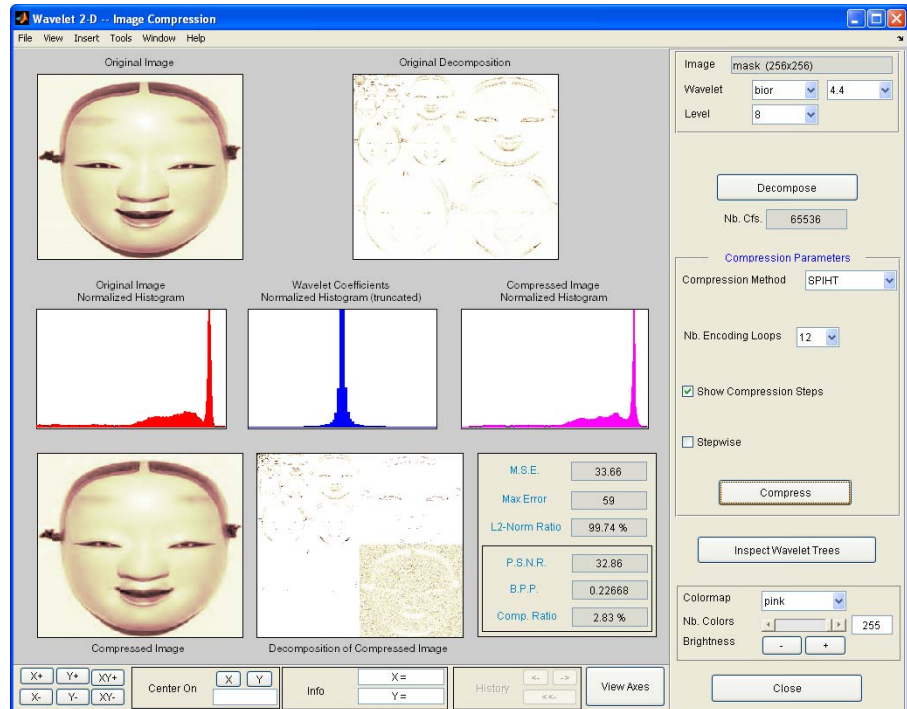 Wavelet 2-D -- Image Compression
File View Insert Tools Window Help
Original Image
Original Decomposition
Original Image
Normalized Histogram
Wavelet Coefficients
Normalized Histogram (truncated)
Compressed Image
Normalized Histogram
M.S.E. 33.66
Max Error 59
L2-Norm Ratio 99.74 %
P.S.N.R. 32.86
B.P.P. 0.22668
Comp. Ratio 2.83 %
Compressed Image
Decomposition of Compressed Image
Image mask (256x256)
Wavelet bior 4.4
Level 8
Decompose
Nb. Cfs. 65536
Compression Parameters
Compression Method SPIHT
Nb. Encoding Loops 12
Show Compression Steps
Stepwise
Compress
Inspect Wavelet Trees
Colormap pink
Nb. Colors 255
Brightness - +
Close
X+ Y+ XY+
X- Y- XY-
Center On X Y
Info X =
Y =
History <- ->
<<-
View Axes